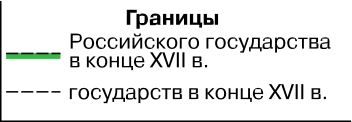 Границы
Российского государства
в конце XVII в.
государств в конце XVII в.